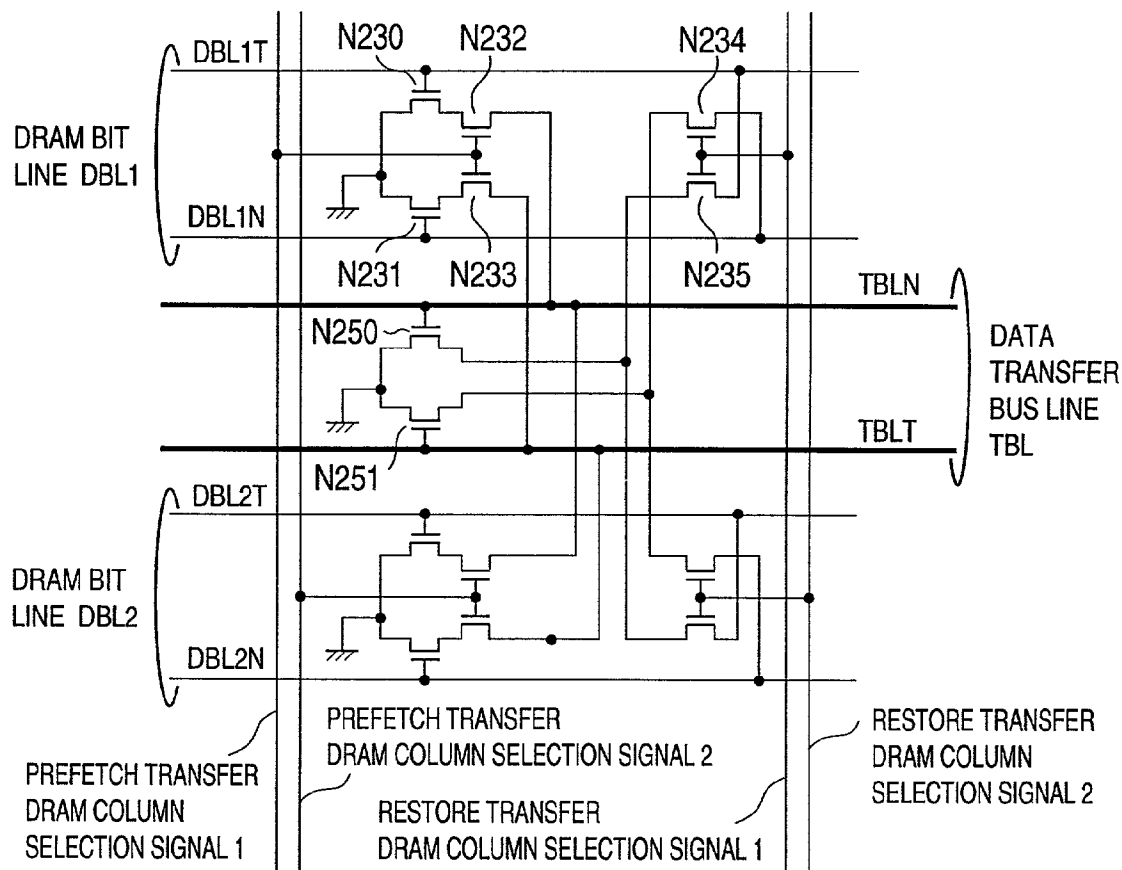 N230
N232
N234
DBL1T
DRAM BIT
LINE DBL1
DBL1N
N231
N233
N235
TBLN
N250
DATA
TRANSFER
BUS LINE
TBL
TBLT
N251
DBL2T
DRAM BIT
LINE DBL2
DBL2N
PREFETCH TRANSFER
DRAM COLUMN SELECTION SIGNAL 2
RESTORE TRANSFER
DRAM COLUMN
SELECTION SIGNAL 2
PREFETCH TRANSFER
DRAM COLUMN
SELECTION SIGNAL 1
RESTORE TRANSFER
DRAM COLUMN SELECTION SIGNAL 1